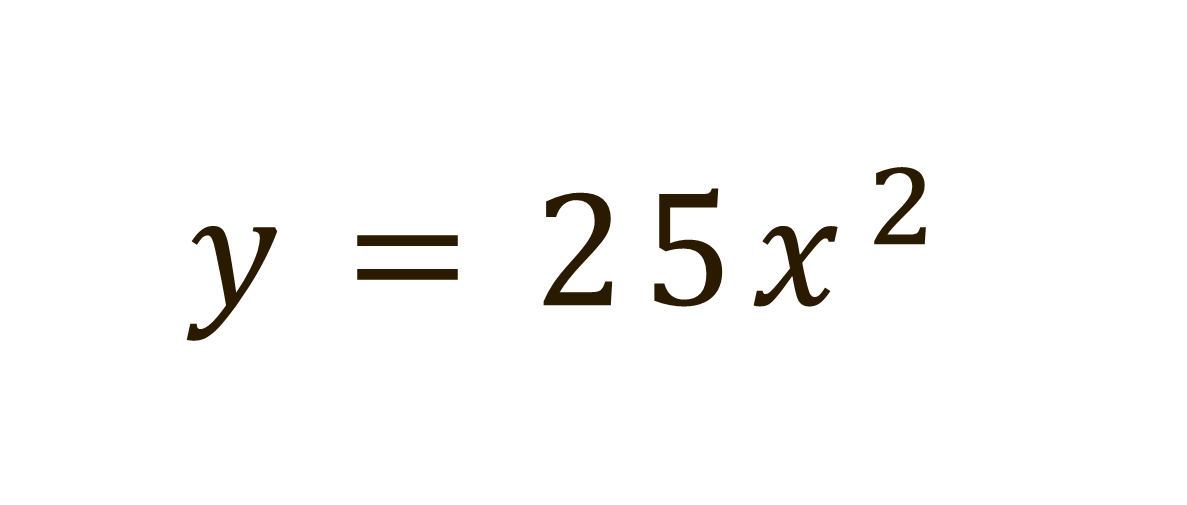 y = 25x²